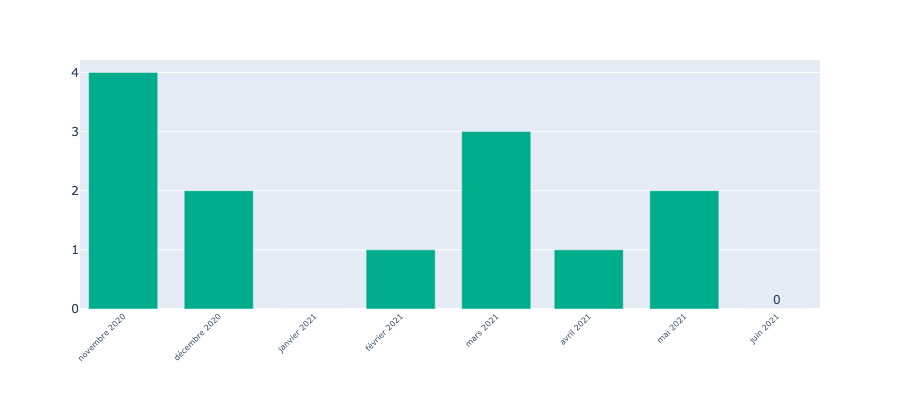 4
3
2
1
0
0
novembre 2020
décembre 2020
janvier 2021
février 2021
mars 2021
avril 2021
mai 2021
juin 2021